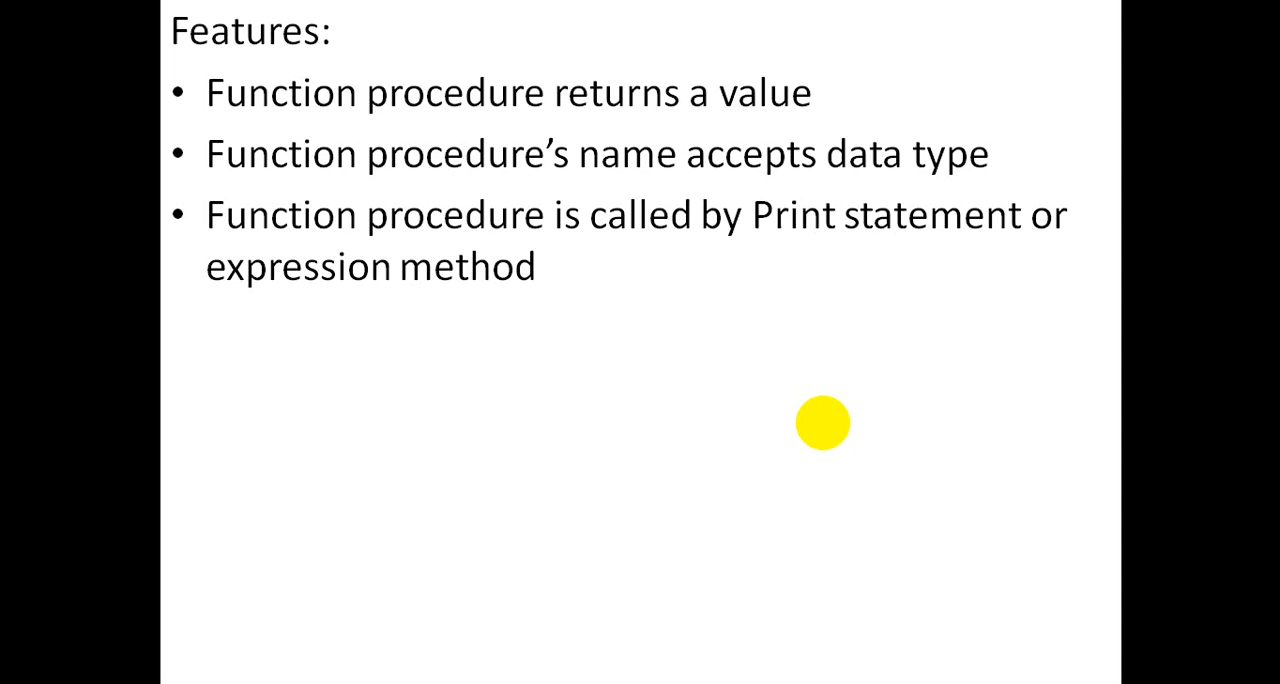 Features:
• Function procedure returns a value
• Function procedure’s name accepts data type
• Function procedure is called by Print statement or
expression method